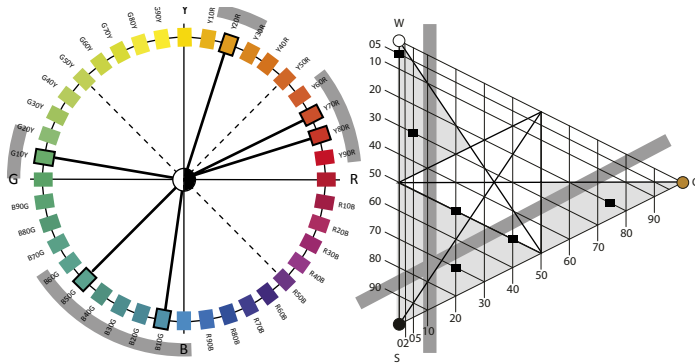 Y
Y10R
Y20R
Y30R
Y40R
Y50R
Y60R
Y70R
Y80R
Y90R
R
R10B
R20B
R30B
R40B
R50B
R60B
R70B
R80B
R90B
B
B10G
B20G
B30G
B40G
B50G
B60G
B70G
B80G
B90G
G
G10Y
G20Y
G30Y
G40Y
G50Y
G60Y
G70Y
G80Y
G90Y
W
05
10
20
30
40
50
60
70
80
90
S
02
05
10
20
30
40
50
60
70
80
90